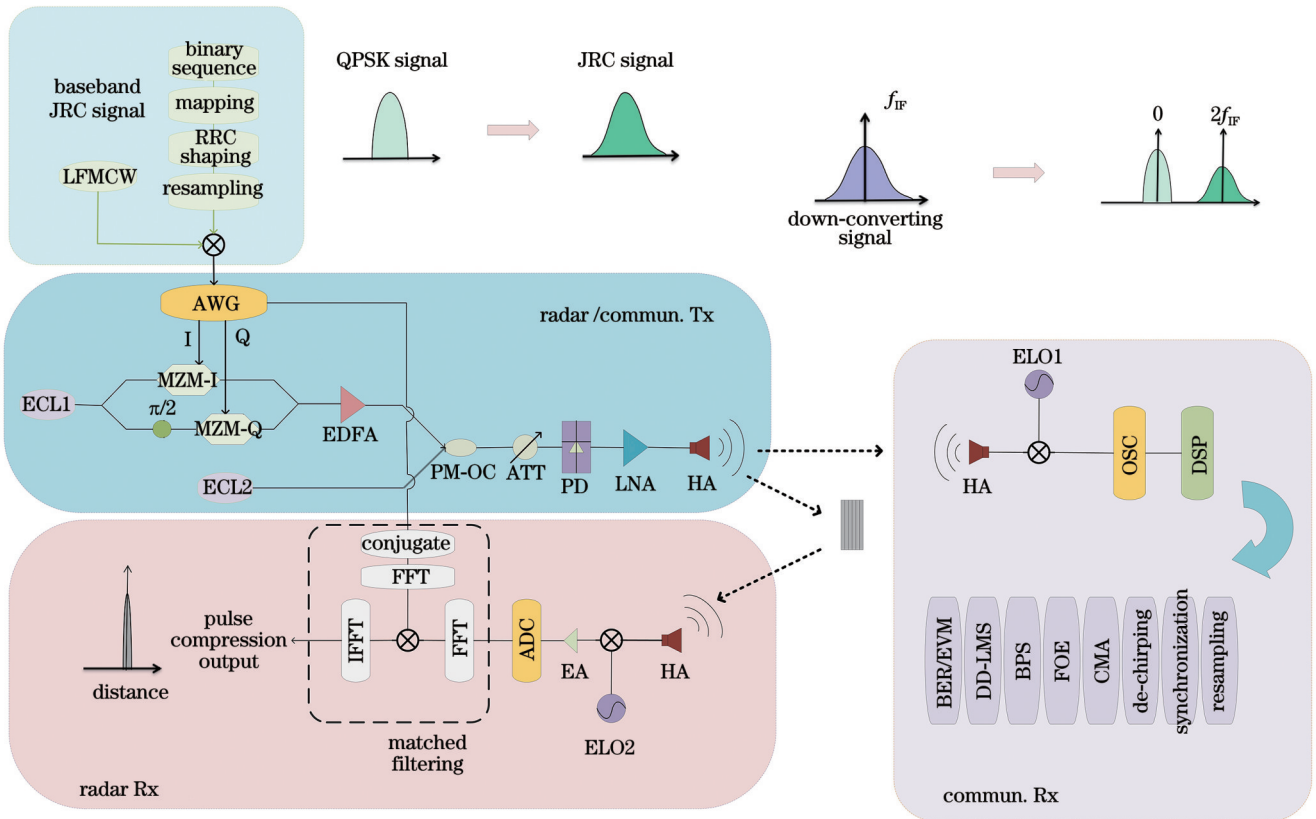 binary
sequence
baseband
JRC signal
mapping
RRC
shaping
LFMCW
resampling
QPSK signal
JRC signal
f_IF
down-converting
signal
0
2f_IF
AWG
radar /commun. Tx
I
Q
MZM-I
ECL1
π/2
MZM-Q
EDFA
PM-OC
ATT
PD
LNA
HA
ECL2
ELO1
HA
OSC
DSP
conjugate
FFT
pulse
compression
output
IFFT
FFT
ADC
EA
HA
distance
ELO2
matched
filtering
radar Rx
BER/EVM
DD-LMS
BPS
FOE
CMA
de-chirping
synchronization
resampling
commun. Rx